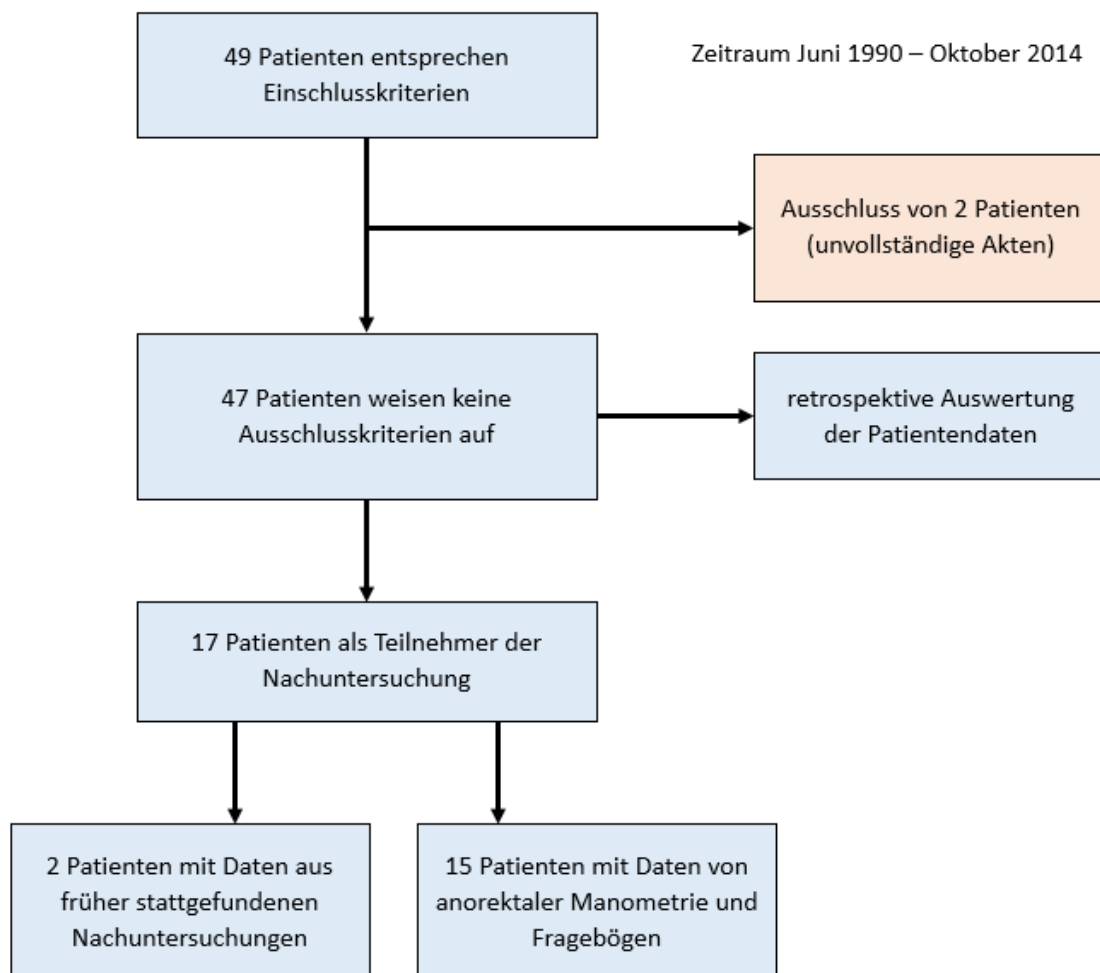 49 Patienten entsprechen
Einschlusskriterien
Zeitraum Juni 1990 – Oktober 2014
Ausschluss von 2 Patienten
(unvollständige Akten)
47 Patienten weisen keine
Ausschlusskriterien auf
retrospektive Auswertung
der Patientendaten
17 Patienten als Teilnehmer der
Nachuntersuchung
2 Patienten mit Daten aus
früher stattgefundenen
Nachuntersuchungen
15 Patienten mit Daten von
anorektaler Manometrie und
Fragebögen